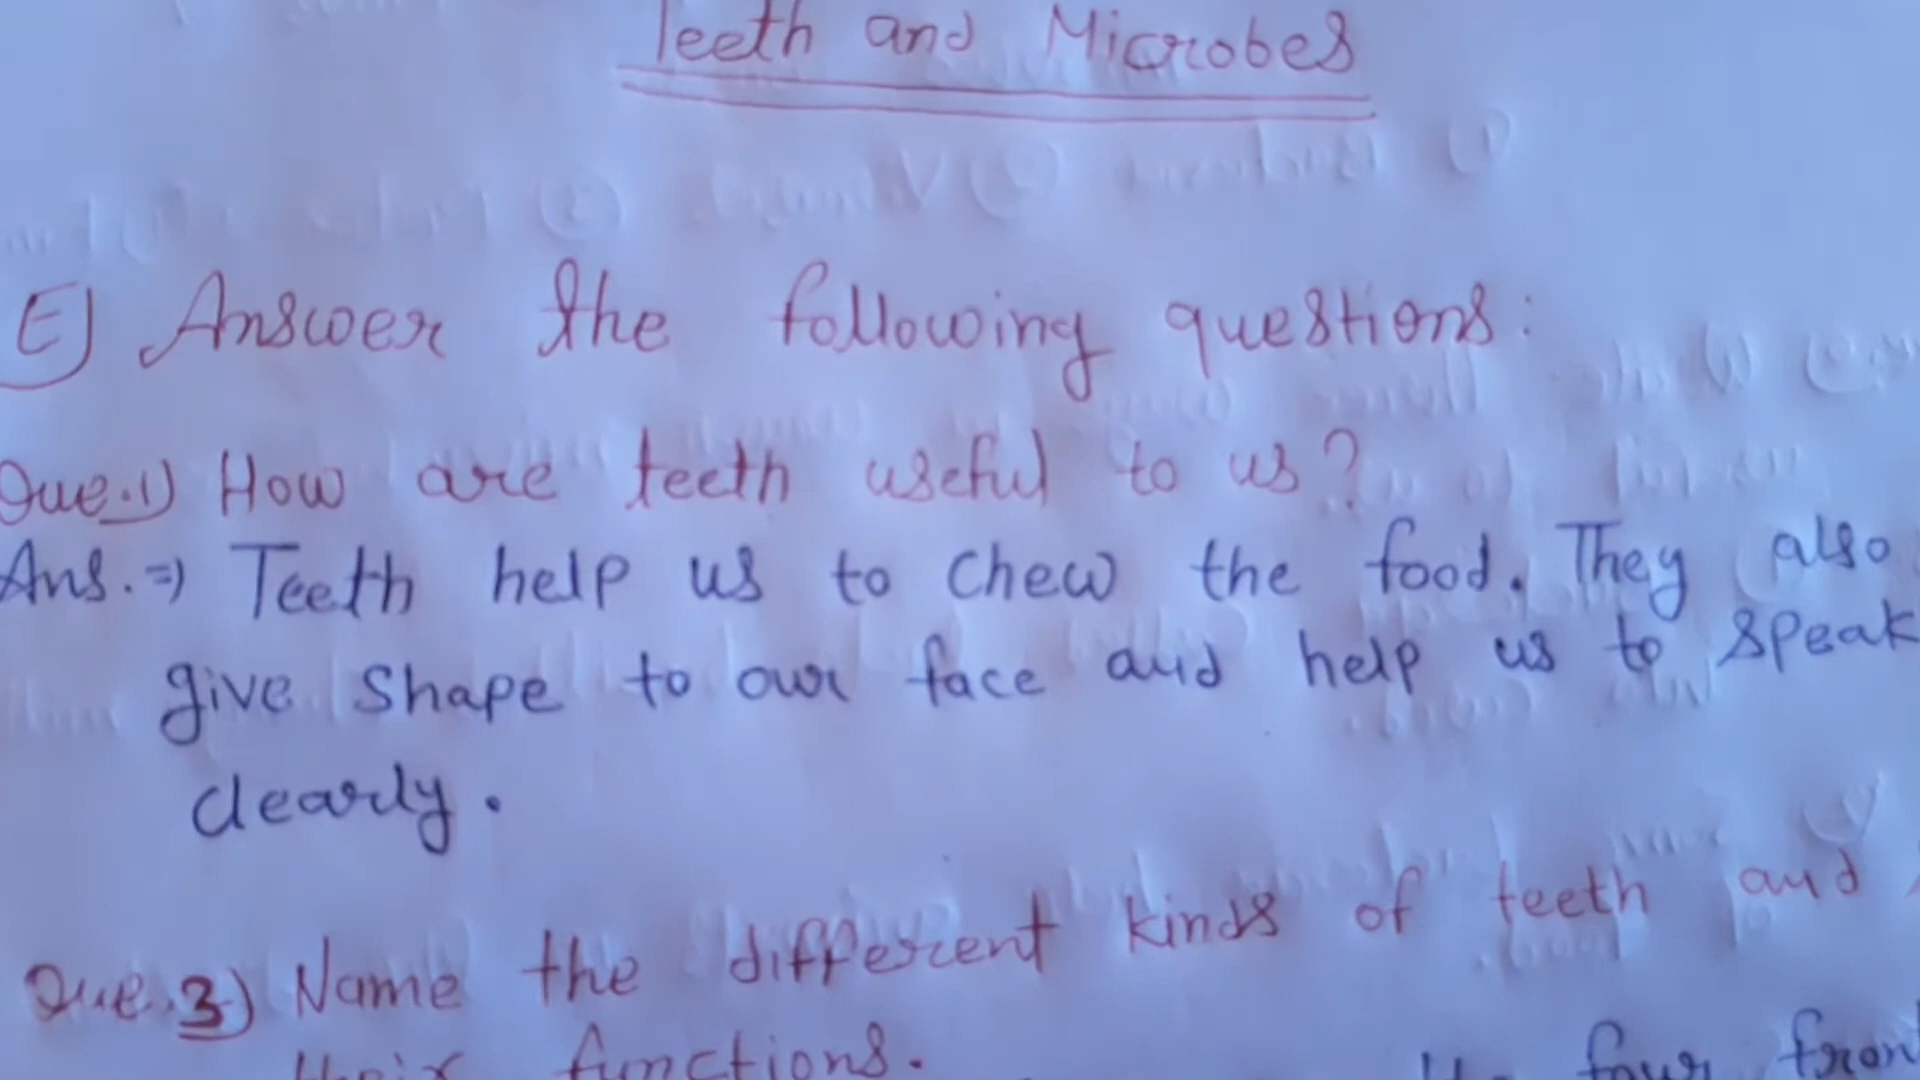 Teeth and Microbes
E) Answer the following questions:
Que.1) How are teeth useful to us?
Ans.⇒ Teeth help us to chew the food. They also
give shape to our face and help us to speak
clearly.
Que.3) Name the different kinds of teeth and
their functions.
four front